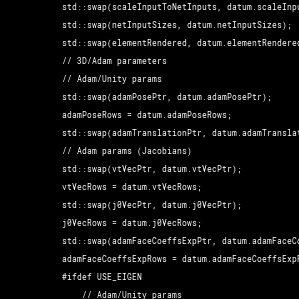 std::swap(scaleInputToNetInputs, datum.scaleInpu
std::swap(netInputSizes, datum.netInputSizes);
std::swap(elementRendered, datum.elementRendered
// 3D/Adam parameters
// Adam/Unity params
std::swap(adamPosePtr, datum.adamPosePtr);
adamPoseRows = datum.adamPoseRows;
std::swap(adamTranslationPtr, datum.adamTranslat
// Adam params (Jacobians)
std::swap(vtVecPtr, datum.vtVecPtr);
vtVecRows = datum.vtVecRows;
std::swap(j0VecPtr, datum.j0VecPtr);
j0VecRows = datum.j0VecRows;
std::swap(adamFaceCoeffsExpPtr, datum.adamFaceCo
adamFaceCoeffsExpRows = datum.adamFaceCoeffsExpR
#ifdef USE_EIGEN
// Adam/Unity params